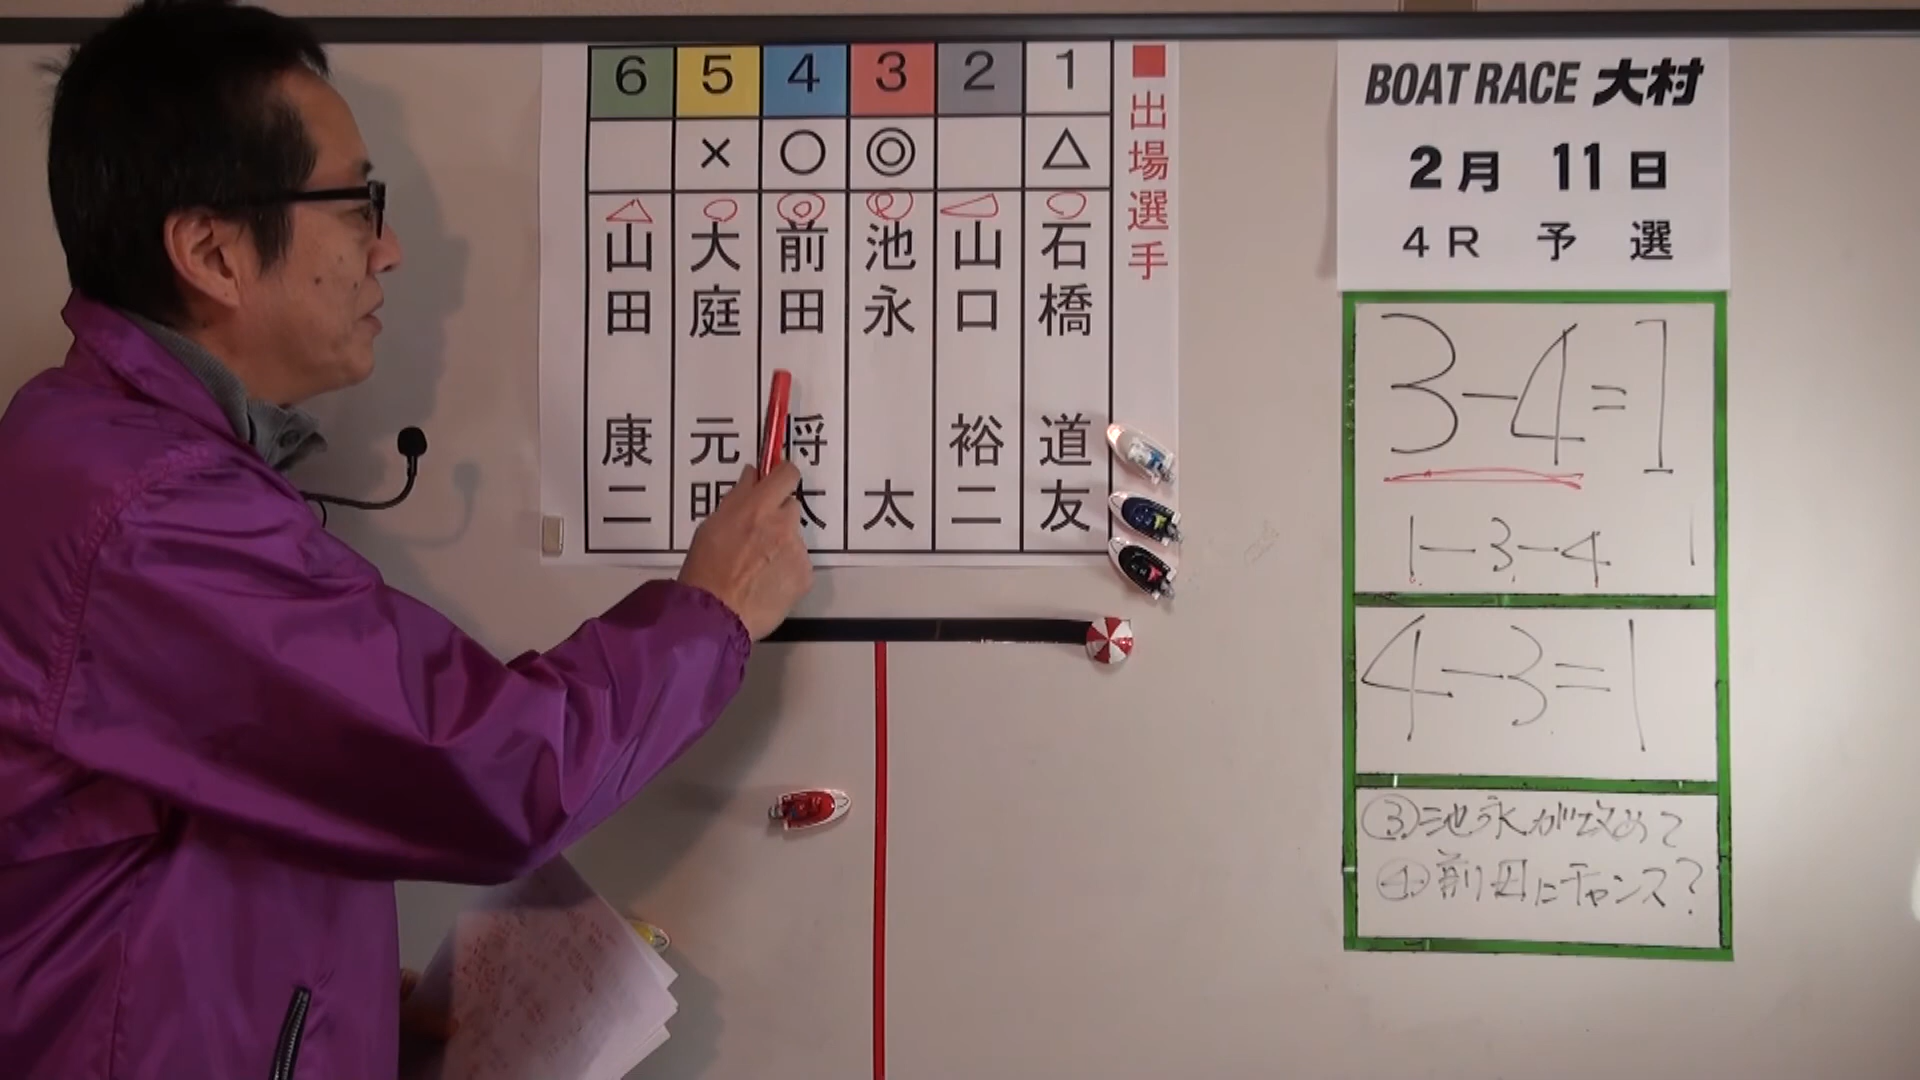 6 5 4 3 2 1
× ○ ◎ △
■出場選手
石橋道友
山口裕二
池永太
前田将太
大庭元明
山田康二
BOAT RACE 大村
2月 11日
4R 予選
3-4=1
1-3-4
4-3=1
③池永が攻めて
④前田にチャンス?